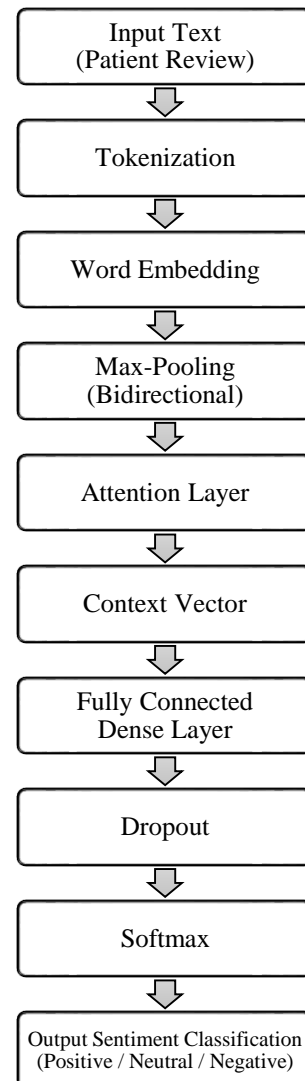 Input Text
(Patient Review)
Tokenization
Word Embedding
Max-Pooling
(Bidirectional)
Attention Layer
Context Vector
Fully Connected
Dense Layer
Dropout
Softmax
Output Sentiment Classification
(Positive / Neutral / Negative)